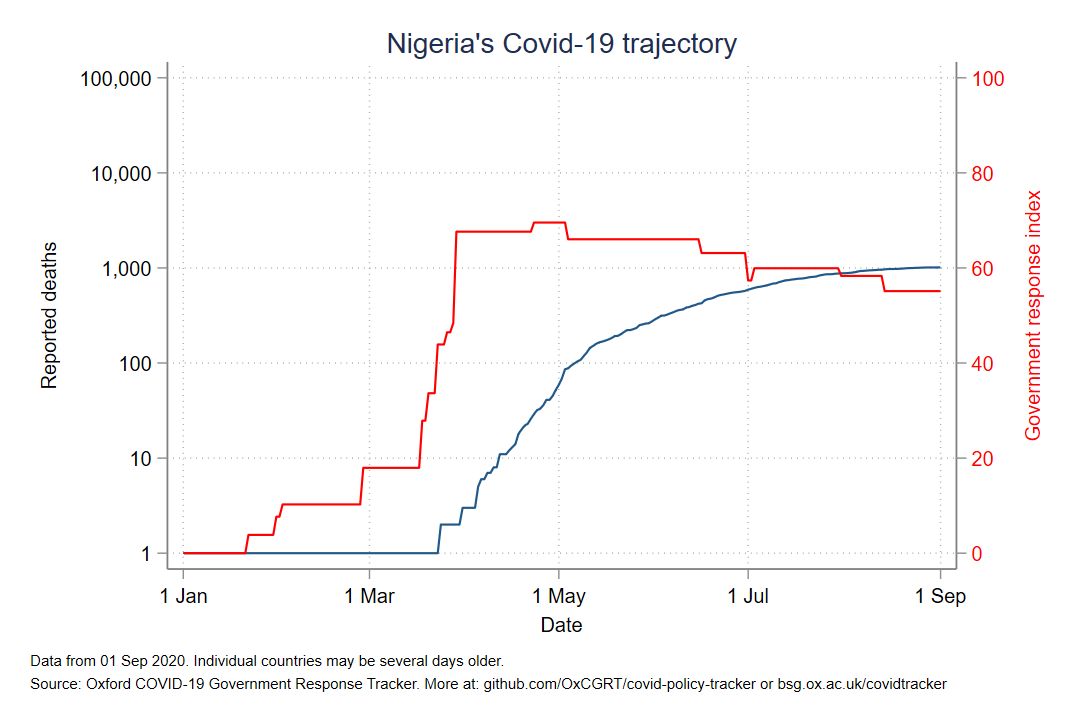 Nigeria's Covid-19 trajectory
100,000
10,000
1,000
100
10
1
Reported deaths
100
80
60
40
20
0
Government response index
1 Jan
1 Mar
1 May
1 Jul
1 Sep
Date
Data from 01 Sep 2020. Individual countries may be several days older.
Source: Oxford COVID-19 Government Response Tracker. More at: github.com/OxCGRT/covid-policy-tracker or bsg.ox.ac.uk/covidtracker